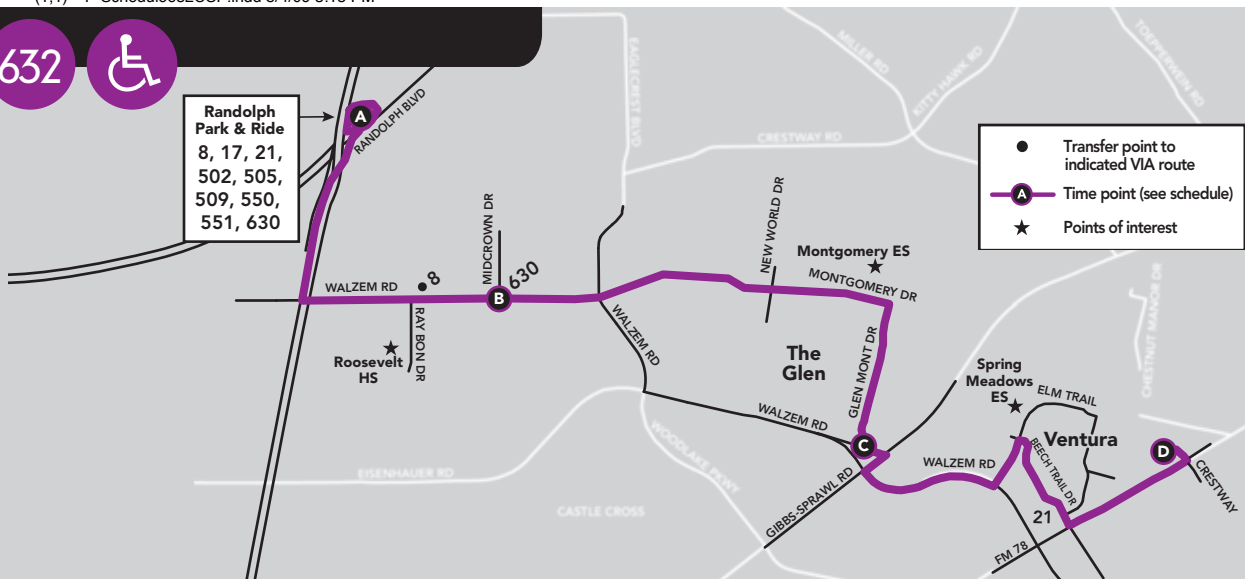 632
Randolph
Park & Ride
8, 17, 21,
502, 505,
509, 550,
551, 630
A
RANDOLPH BLVD
EAGLECREST BLVD
MILLER RD
KITTY HAWK RD
TOEPPERWEIN RD
CRESTWAY RD
Transfer point to
indicated VIA route
A
Time point (see schedule)
Points of interest
MIDCROWN DR
NEW WORLD DR
Montgomery ES
MONTGOMERY DR
WALZEM RD
8
B
630
RAY BON DR
Roosevelt
HS
WALZEM RD
The
Glen
GLEN MONT DR
CHESTNUT MANOR DR
Spring
Meadows
ES
ELM TRAIL
WALZEM RD
C
Ventura
BEECH TRAIL DR
D
CRESTWAY
WOODLAKE PKWY
EISENHAUER RD
WALZEM RD
GIBBS-SPRAWL RD
CASTLE CROSS
21
FM 78